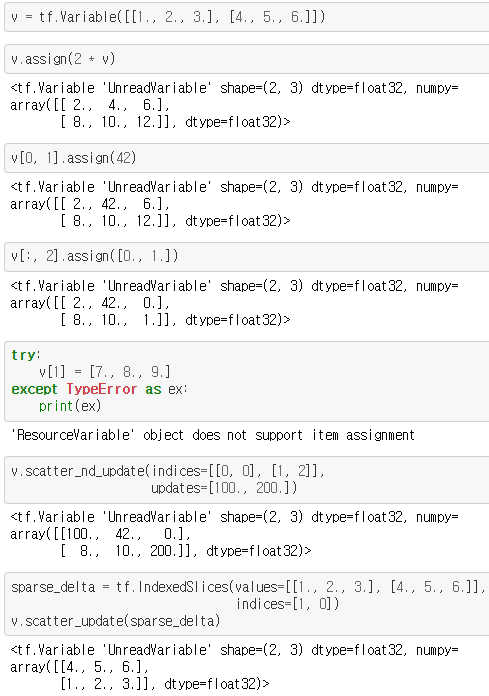 v = tf.Variable([[1., 2., 3.], [4., 5., 6.]])
v.assign(2 * v)
<tf.Variable 'UnreadVariable' shape=(2, 3) dtype=float32, numpy=
array([[ 2.,  4.,  6.],
       [ 8., 10., 12.]], dtype=float32)>
v[0, 1].assign(42)
<tf.Variable 'UnreadVariable' shape=(2, 3) dtype=float32, numpy=
array([[ 2., 42.,  6.],
       [ 8., 10., 12.]], dtype=float32)>
v[:, 2].assign([0., 1.])
<tf.Variable 'UnreadVariable' shape=(2, 3) dtype=float32, numpy=
array([[ 2., 42.,  0.],
       [ 8., 10.,  1.]], dtype=float32)>
try:
    v[1] = [7., 8., 9.]
except TypeError as ex:
    print(ex)
'ResourceVariable' object does not support item assignment
v.scatter_nd_update(indices=[[0, 0], [1, 2]],
                    updates=[100., 200.])
<tf.Variable 'UnreadVariable' shape=(2, 3) dtype=float32, numpy=
array([[100.,  42.,   0.],
       [  8.,  10., 200.]], dtype=float32)>
sparse_delta = tf.IndexedSlices(values=[[1., 2., 3.], [4., 5., 6.]],
                                indices=[1, 0])
v.scatter_update(sparse_delta)
<tf.Variable 'UnreadVariable' shape=(2, 3) dtype=float32, numpy=
array([[4., 5., 6.],
       [1., 2., 3.]], dtype=float32)>